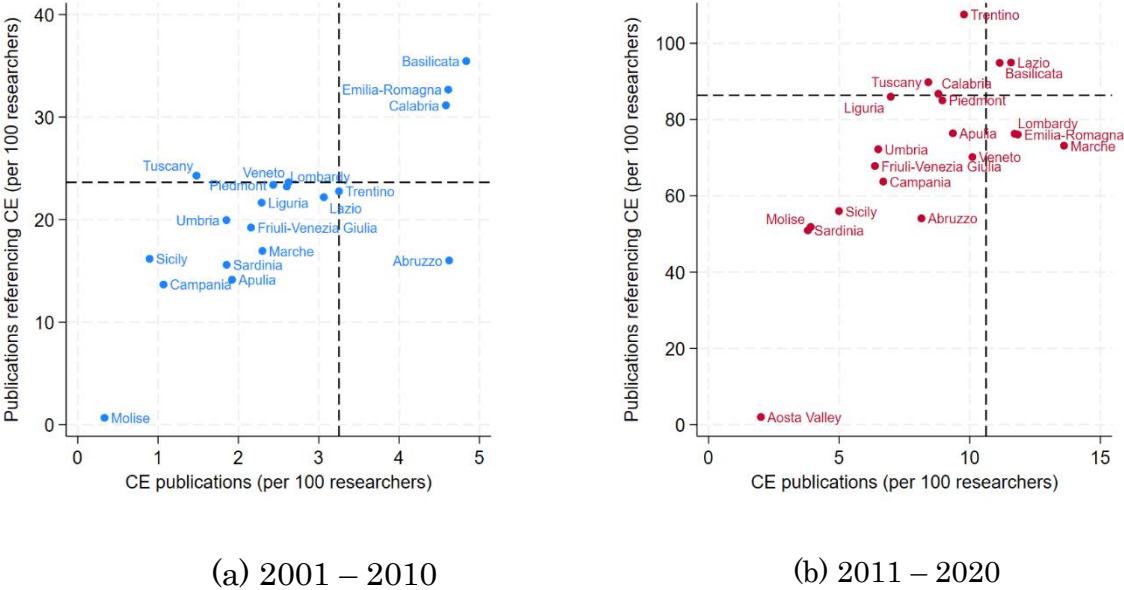 Publications referencing CE (per 100 researchers)
40
30
20
10
0
Basilicata
Emilia-Romagna
Calabria
Tuscany
Veneto
Lombardy
Piedmont
Trentino
Liguria
Lazio
Umbria
Friuli-Venezia Giulia
Marche
Abruzzo
Sicily
Sardinia
Campania
Apulia
Molise
0 1 2 3 4 5
CE publications (per 100 researchers)
(a) 2001 – 2010
Publications referencing CE (per 100 researchers)
100
80
60
40
20
0
Trentino
Lazio
Basilicata
Tuscany
Calabria
Liguria
Piedmont
Lombardy
Apulia
Emilia-Romagna
Marche
Umbria
Veneto
Friuli-Venezia Giulia
Campania
Molise
Sicily
Abruzzo
Sardinia
Aosta Valley
0 5 10 15
CE publications (per 100 researchers)
(b) 2011 – 2020